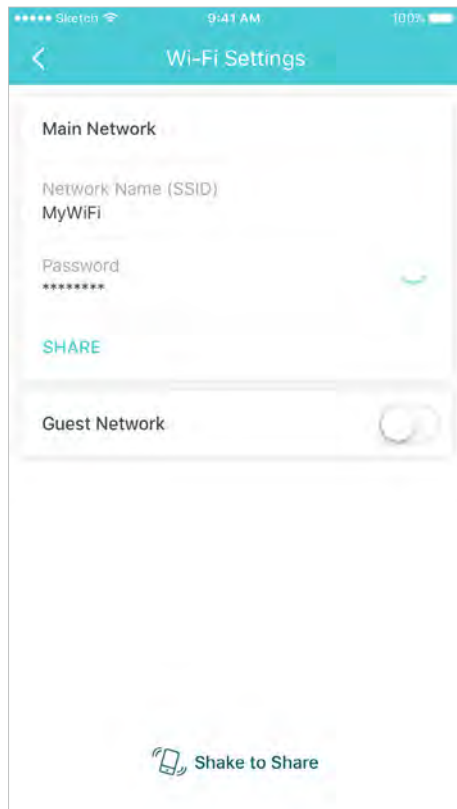 Sketch 9:41 AM 100%
Wi-Fi Settings
Main Network
Network Name (SSID)
MyWiFi
Password
********
SHARE
Guest Network
Shake to Share